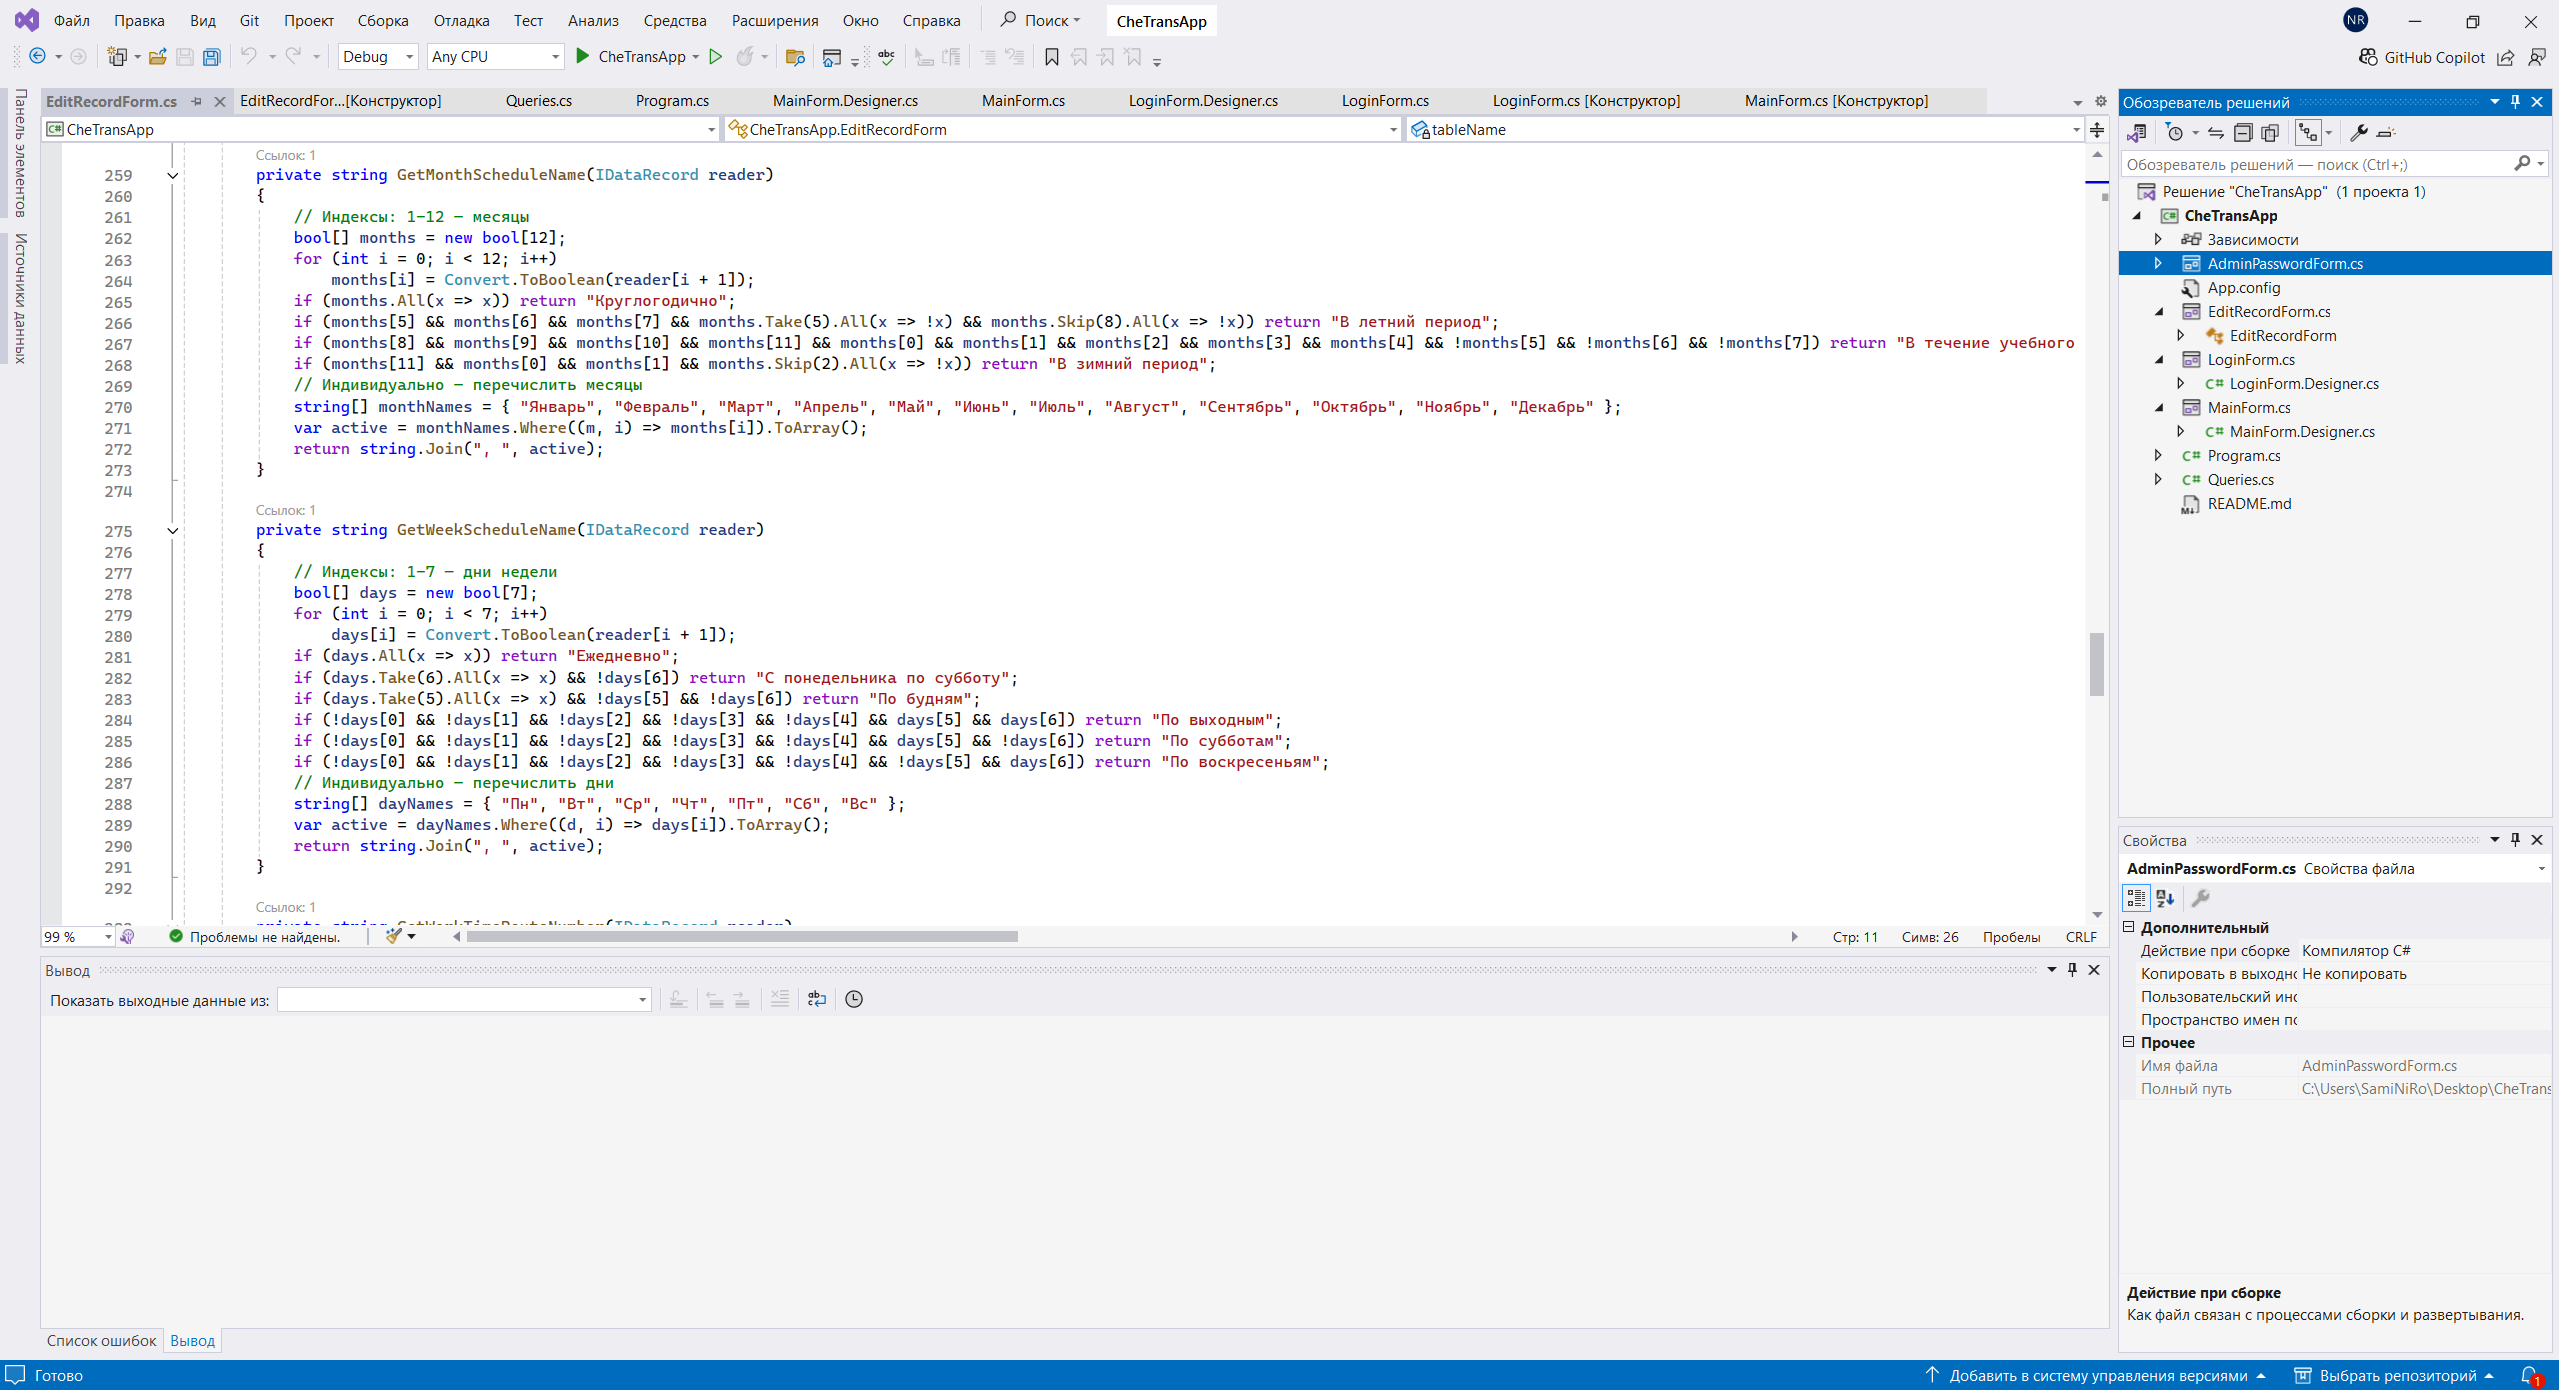 Файл Правка Вид Git Проект Сборка Отладка Тест Анализ Средства Расширения Окно Справка Поиск CheTransApp NR
Debug Any CPU CheTransApp GitHub Copilot
Панель элементов
Источники данных
EditRecordForm.cs EditRecordFor...[Конструктор] Queries.cs Program.cs MainForm.Designer.cs MainForm.cs LoginForm.Designer.cs LoginForm.cs LoginForm.cs [Конструктор] MainForm.cs [Конструктор]
CheTransApp CheTransApp.EditRecordForm tableName
Ссылок: 1
259 private string GetMonthScheduleName(IDataRecord reader)
260 {
261 // Индексы: 1-12 — месяцы
262 bool[] months = new bool[12];
263 for (int i = 0; i < 12; i++)
264 months[i] = Convert.ToBoolean(reader[i + 1]);
265 if (months.All(x => x)) return "Круглогодично";
266 if (months[5] && months[6] && months[7] && months.Take(5).All(x => !x) && months.Skip(8).All(x => !x)) return "В летний период";
267 if (months[8] && months[9] && months[10] && months[11] && months[0] && months[1] && months[2] && months[3] && months[4] && !months[5] && !months[6] && !months[7]) return "В течение учебного
268 if (months[11] && months[0] && months[1] && months.Skip(2).All(x => !x)) return "В зимний период";
269 // Индивидуально — перечислить месяцы
270 string[] monthNames = { "Январь", "Февраль", "Март", "Апрель", "Май", "Июнь", "Июль", "Август", "Сентябрь", "Октябрь", "Ноябрь", "Декабрь" };
271 var active = monthNames.Where((m, i) => months[i]).ToArray();
272 return string.Join(", ", active);
273 }
274
Ссылок: 1
275 private string GetWeekScheduleName(IDataRecord reader)
276 {
277 // Индексы: 1-7 — дни недели
278 bool[] days = new bool[7];
279 for (int i = 0; i < 7; i++)
280 days[i] = Convert.ToBoolean(reader[i + 1]);
281 if (days.All(x => x)) return "Ежедневно";
282 if (days.Take(6).All(x => x) && !days[6]) return "С понедельника по субботу";
283 if (days.Take(5).All(x => x) && !days[5] && !days[6]) return "По будням";
284 if (!days[0] && !days[1] && !days[2] && !days[3] && !days[4] && days[5] && days[6]) return "По выходным";
285 if (!days[0] && !days[1] && !days[2] && !days[3] && !days[4] && days[5] && !days[6]) return "По субботам";
286 if (!days[0] && !days[1] && !days[2] && !days[3] && !days[4] && !days[5] && days[6]) return "По воскресеньям";
287 // Индивидуально — перечислить дни
288 string[] dayNames = { "Пн", "Вт", "Ср", "Чт", "Пт", "Сб", "Вс" };
289 var active = dayNames.Where((d, i) => days[i]).ToArray();
290 return string.Join(", ", active);
291 }
292
Ссылок: 1
99 % Проблемы не найдены. Стр: 11 Симв: 26 Пробелы CRLF
Вывод
Показать выходные данные из:
Список ошибок Вывод
Обозреватель решений
Обозреватель решений — поиск (Ctrl+;)
Решение "CheTransApp" (1 проекта 1)
CheTransApp
Зависимости
AdminPasswordForm.cs
App.config
EditRecordForm.cs
EditRecordForm
LoginForm.cs
LoginForm.Designer.cs
MainForm.cs
MainForm.Designer.cs
Program.cs
Queries.cs
README.md
Свойства
AdminPasswordForm.cs Свойства файла
Дополнительный
Действие при сборке Компилятор C#
Копировать в выходнс Не копировать
Пользовательский инс
Пространство имен пс
Прочее
Имя файла AdminPasswordForm.cs
Полный путь C:\Users\SamiNiRo\Desktop\CheTrans
Действие при сборке
Как файл связан с процессами сборки и развертывания.
Готово Добавить в систему управления версиями Выбрать репозиторий 1